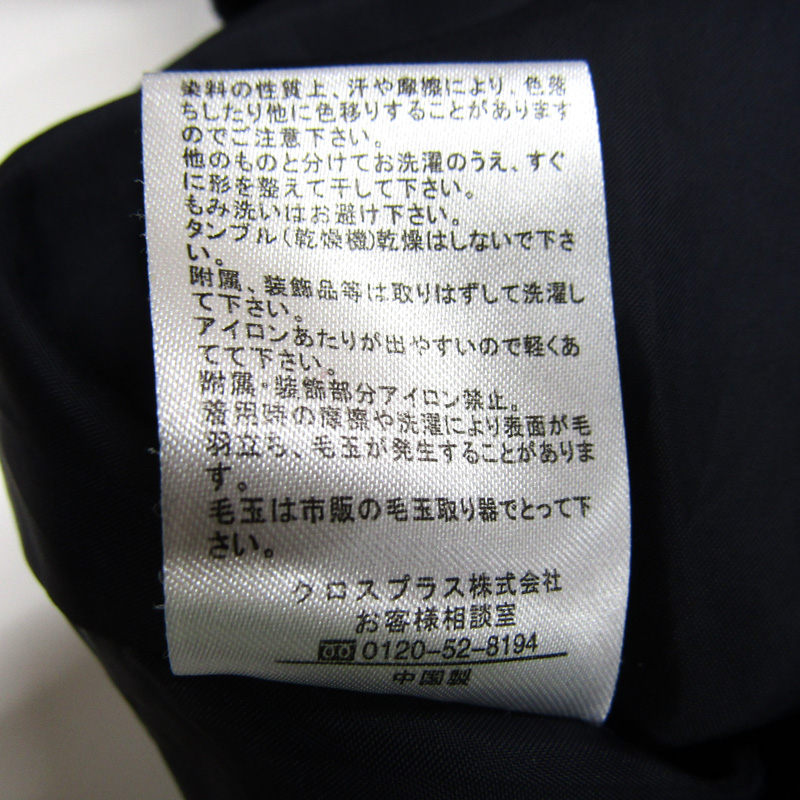 染料の性質上、汗や摩擦により、色落
ちしたり他に色移りすることがあります
のでご注意下さい。
他のものと分けてお洗濯のうえ、すぐ
に形を整えて干して下さい。
もみ洗いはお避け下さい。
タンブル(乾燥機)乾燥はしないで下さ
い。
附属、装飾品等は取りはずして洗濯し
て下さい。
アイロンあたりが出やすいので軽くあ
てて下さい。
附属・装飾部分アイロン禁止。
着用時の摩擦や洗濯により表面が毛
羽立ち、毛玉が発生することがありま
す。
毛玉は市販の毛玉取り器でとって下
さい。
クロスプラス株式会社
お客様相談室
0120-52-8194
中国製